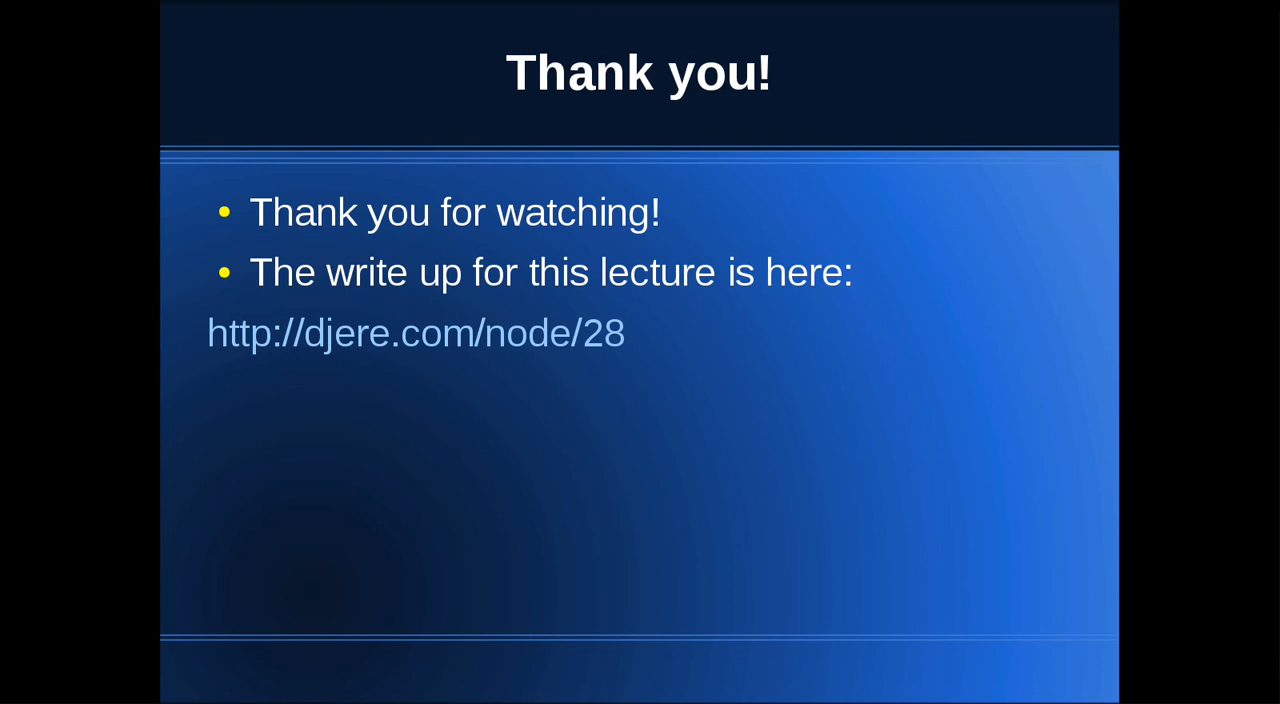 Thank you!
Thank you for watching!
The write up for this lecture is here:
http://djere.com/node/28